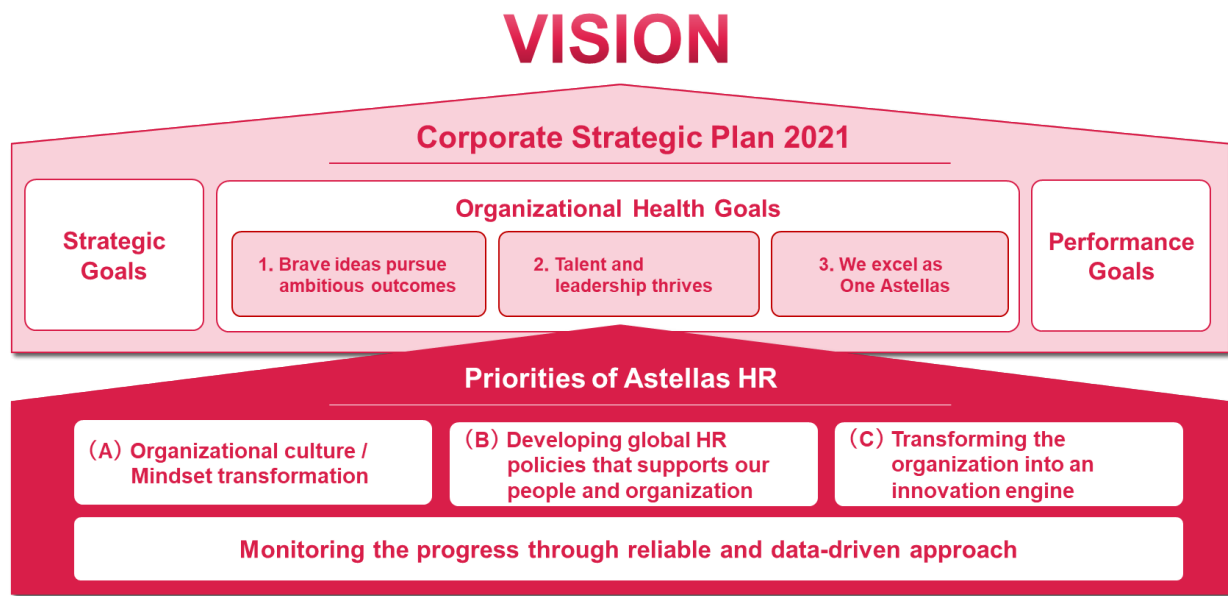 VISION
Corporate Strategic Plan 2021
Strategic
Goals
Organizational Health Goals
1. Brave ideas pursue
ambitious outcomes
2. Talent and
leadership thrives
3. We excel as
One Astellas
Performance
Goals
Priorities of Astellas HR
(A) Organizational culture /
Mindset transformation
(B) Developing global HR
policies that supports our
people and organization
(C) Transforming the
organization into an
innovation engine
Monitoring the progress through reliable and data-driven approach